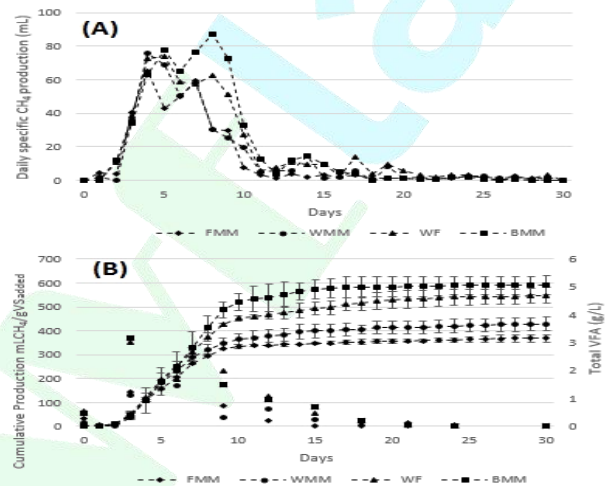 (A)
Daily specific CH4 production (mL)
100
80
60
40
20
0
0 5 10 15 20 25 30
Days
FMM WMM WF BMM
(B)
Cumulative Production mLCH4/gVSadded
700
600
500
400
300
200
100
0
Total VFA (g/L)
6
5
4
3
2
1
0
0 5 10 15 20 25 30
Days
FMM WMM WF BMM